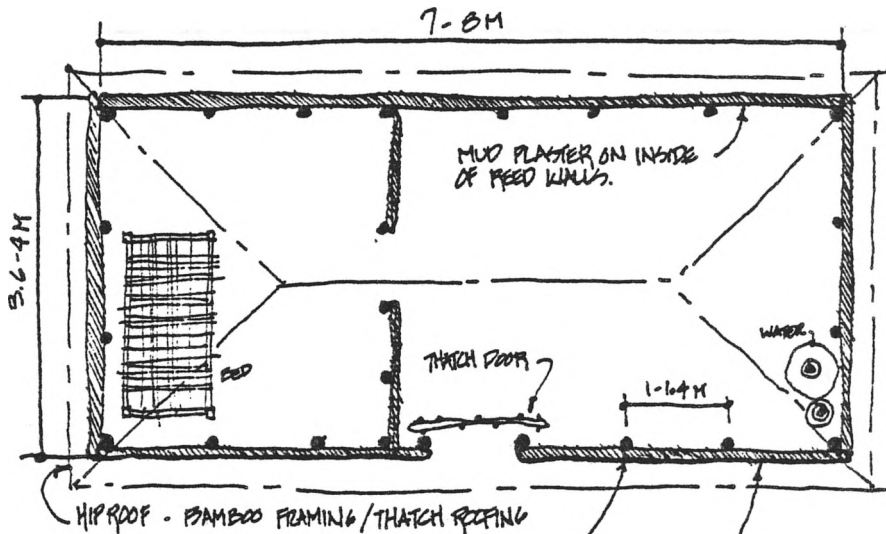 7-8M
MUD PLASTER ON INSIDE
OF REED WALLS.
3.6-4M
WATER
THATCH DOOR
1-1.4M
BED
HIP ROOF - BAMBOO FRAMING/THATCH ROOFING